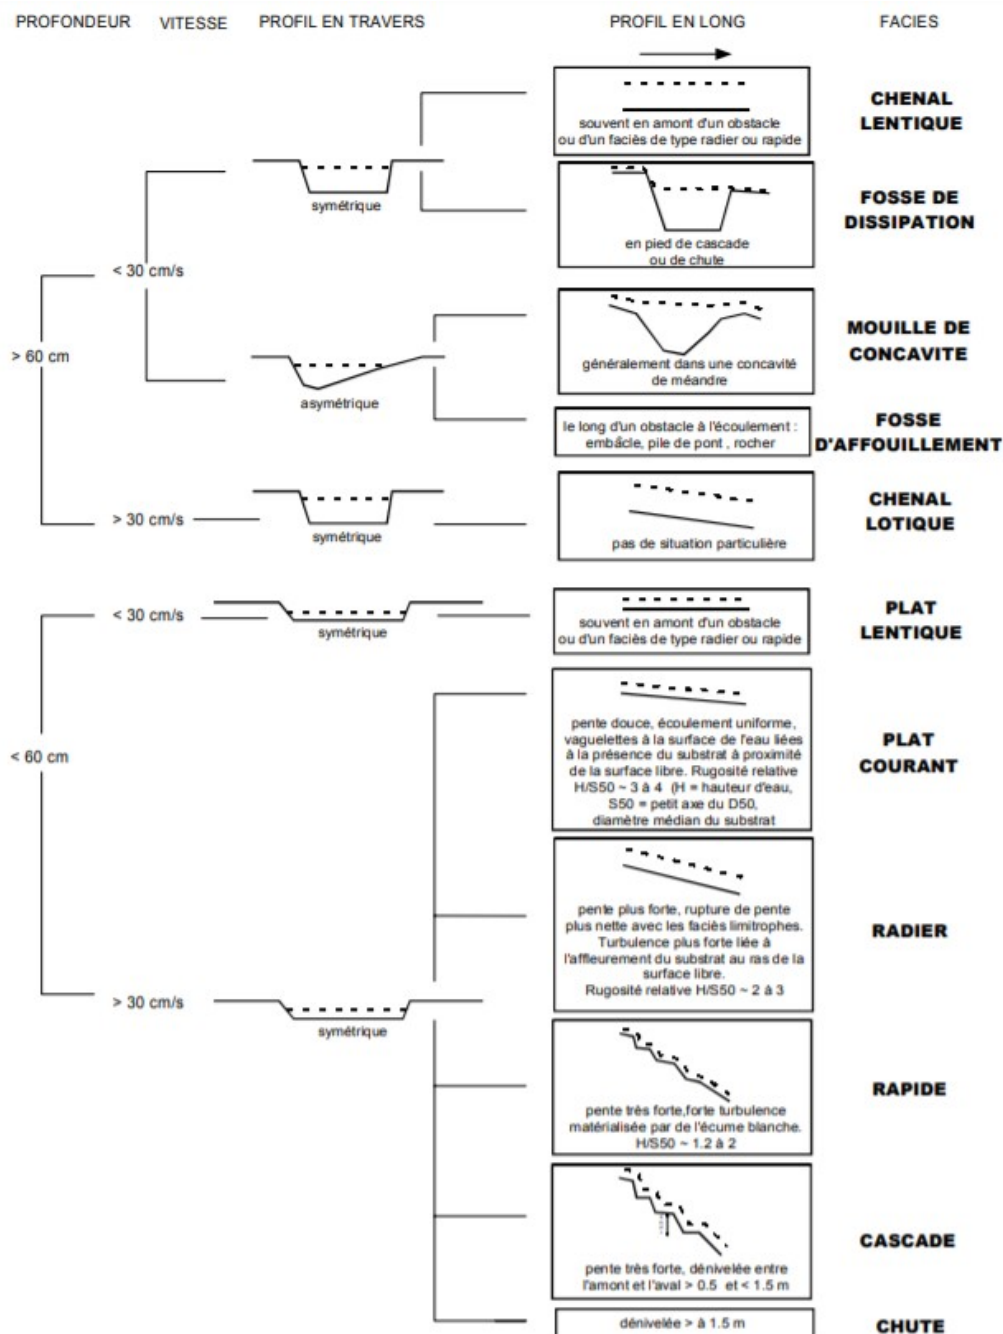 PROFONDEUR VITESSE PROFIL EN TRAVERS PROFIL EN LONG FACIES
souvent en amont d'un obstacle
ou d'un faciès de type radier ou rapide
CHENAL
LENTIQUE
symétrique
en pied de cascade
ou de chute
FOSSE DE
DISSIPATION
< 30 cm/s
> 60 cm
asymétrique
généralement dans une concavité
de méandre
MOUILLE DE
CONCAVITE
le long d'un obstacle à l'écoulement :
embâcle, pile de pont , rocher
FOSSE
D'AFFOUILLEMENT
> 30 cm/s
symétrique
pas de situation particulière
CHENAL
LOTIQUE
< 30 cm/s
symétrique
souvent en amont d'un obstacle
ou d'un faciès de type radier ou rapide
PLAT
LENTIQUE
< 60 cm
pente douce, écoulement uniforme,
vaguelettes à la surface de l'eau liées
à la présence du substrat à proximité
de la surface libre. Rugosité relative
H/S50 ~ 3 à 4 (H = hauteur d'eau,
S50 = petit axe du D50,
diamètre médian du substrat
PLAT
COURANT
pente plus forte, rupture de pente
plus nette avec les faciès limitrophes.
Turbulence plus forte liée à
l'affleurement du substrat au ras de la
surface libre.
Rugosité relative H/S50 ~ 2 à 3
RADIER
> 30 cm/s
symétrique
pente très forte,forte turbulence
matérialisée par de l'écume blanche.
H/S50 ~ 1.2 à 2
RAPIDE
pente très forte, dénivelée entre
l'amont et l'aval > 0.5 et < 1.5 m
CASCADE
dénivelée > à 1.5 m
CHUTE